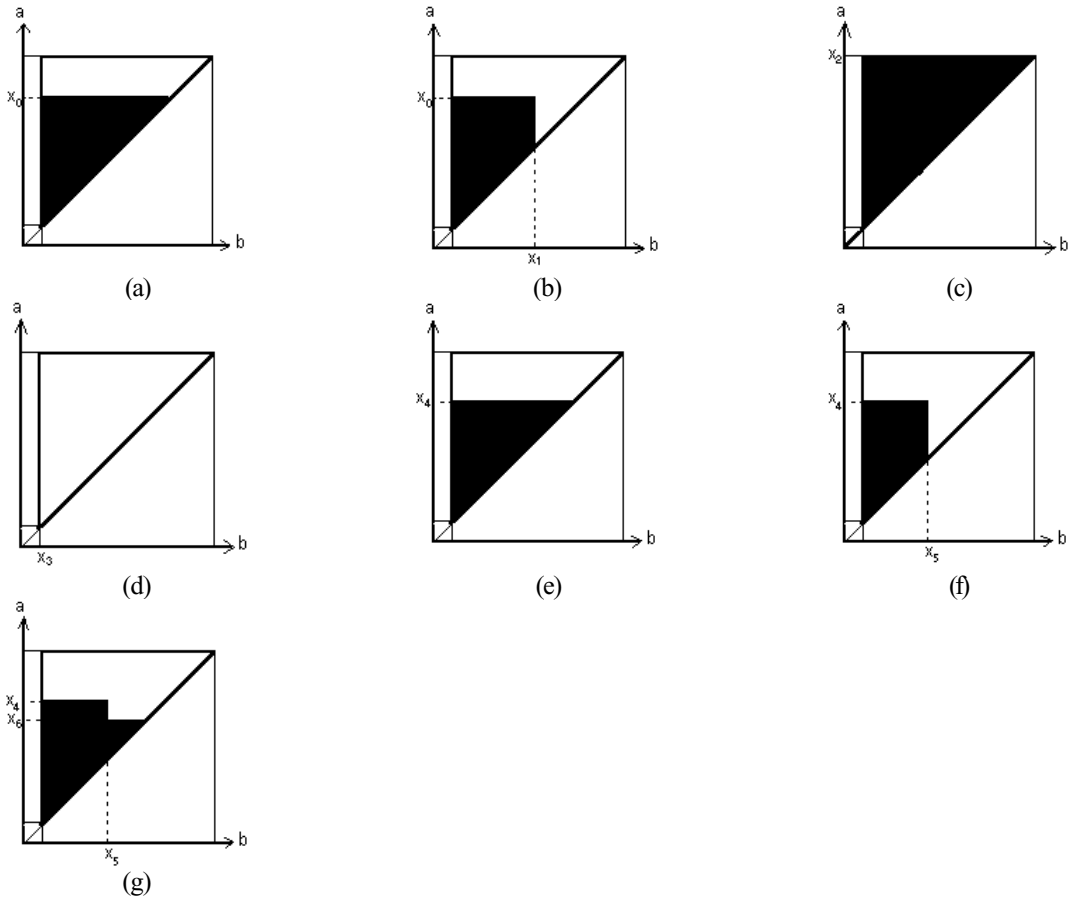 a
x₀
b
(a)
a
x₀
b
x₁
(b)
a
x₂
b
(c)
a
b
x₃
(d)
a
x₄
b
(e)
a
x₄
b
x₅
(f)
a
x₄
x₆
b
x₅
(g)